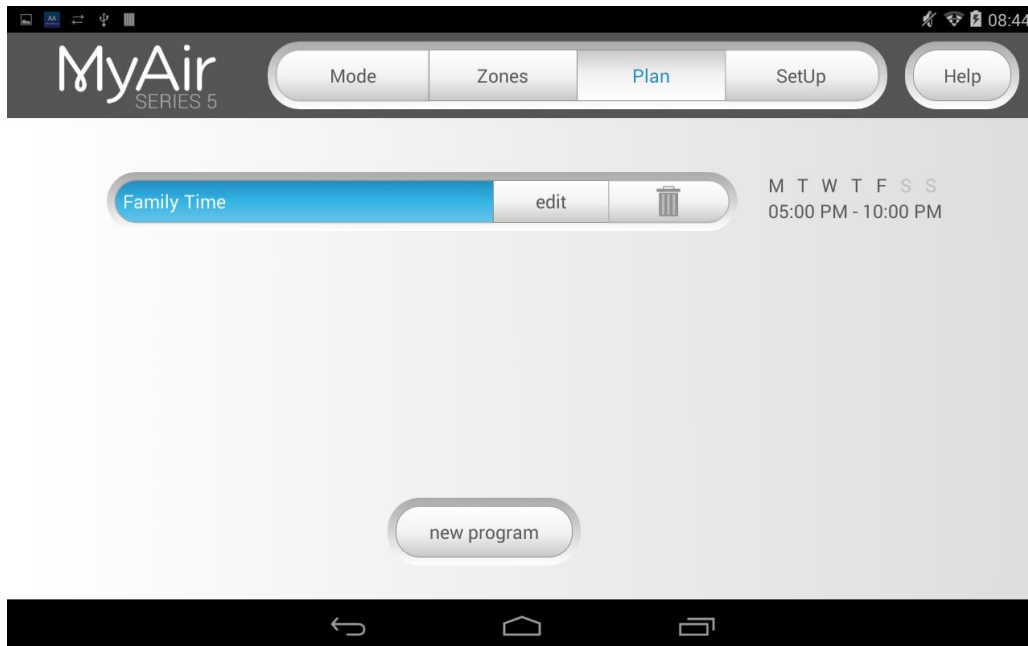 08:44
MyAir
SERIES 5
Mode
Zones
Plan
SetUp
Help
Family Time
edit
M T W T F S S
05:00 PM - 10:00 PM
new program